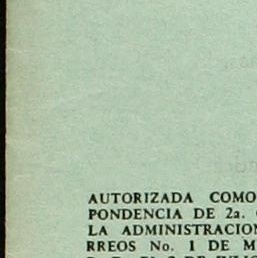 AUTORIZADA COMO
PONDENCIA DE 2a.
LA ADMINISTRACION
RREOS No. 1 DE M